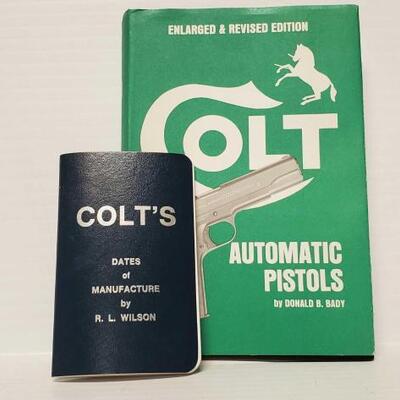 ENLARGED & REVISED EDITION
COLT
AUTOMATIC
PISTOLS
by DONALD B. BADY
COLT'S
DATES
of
MANUFACTURE
by
R. L. WILSON